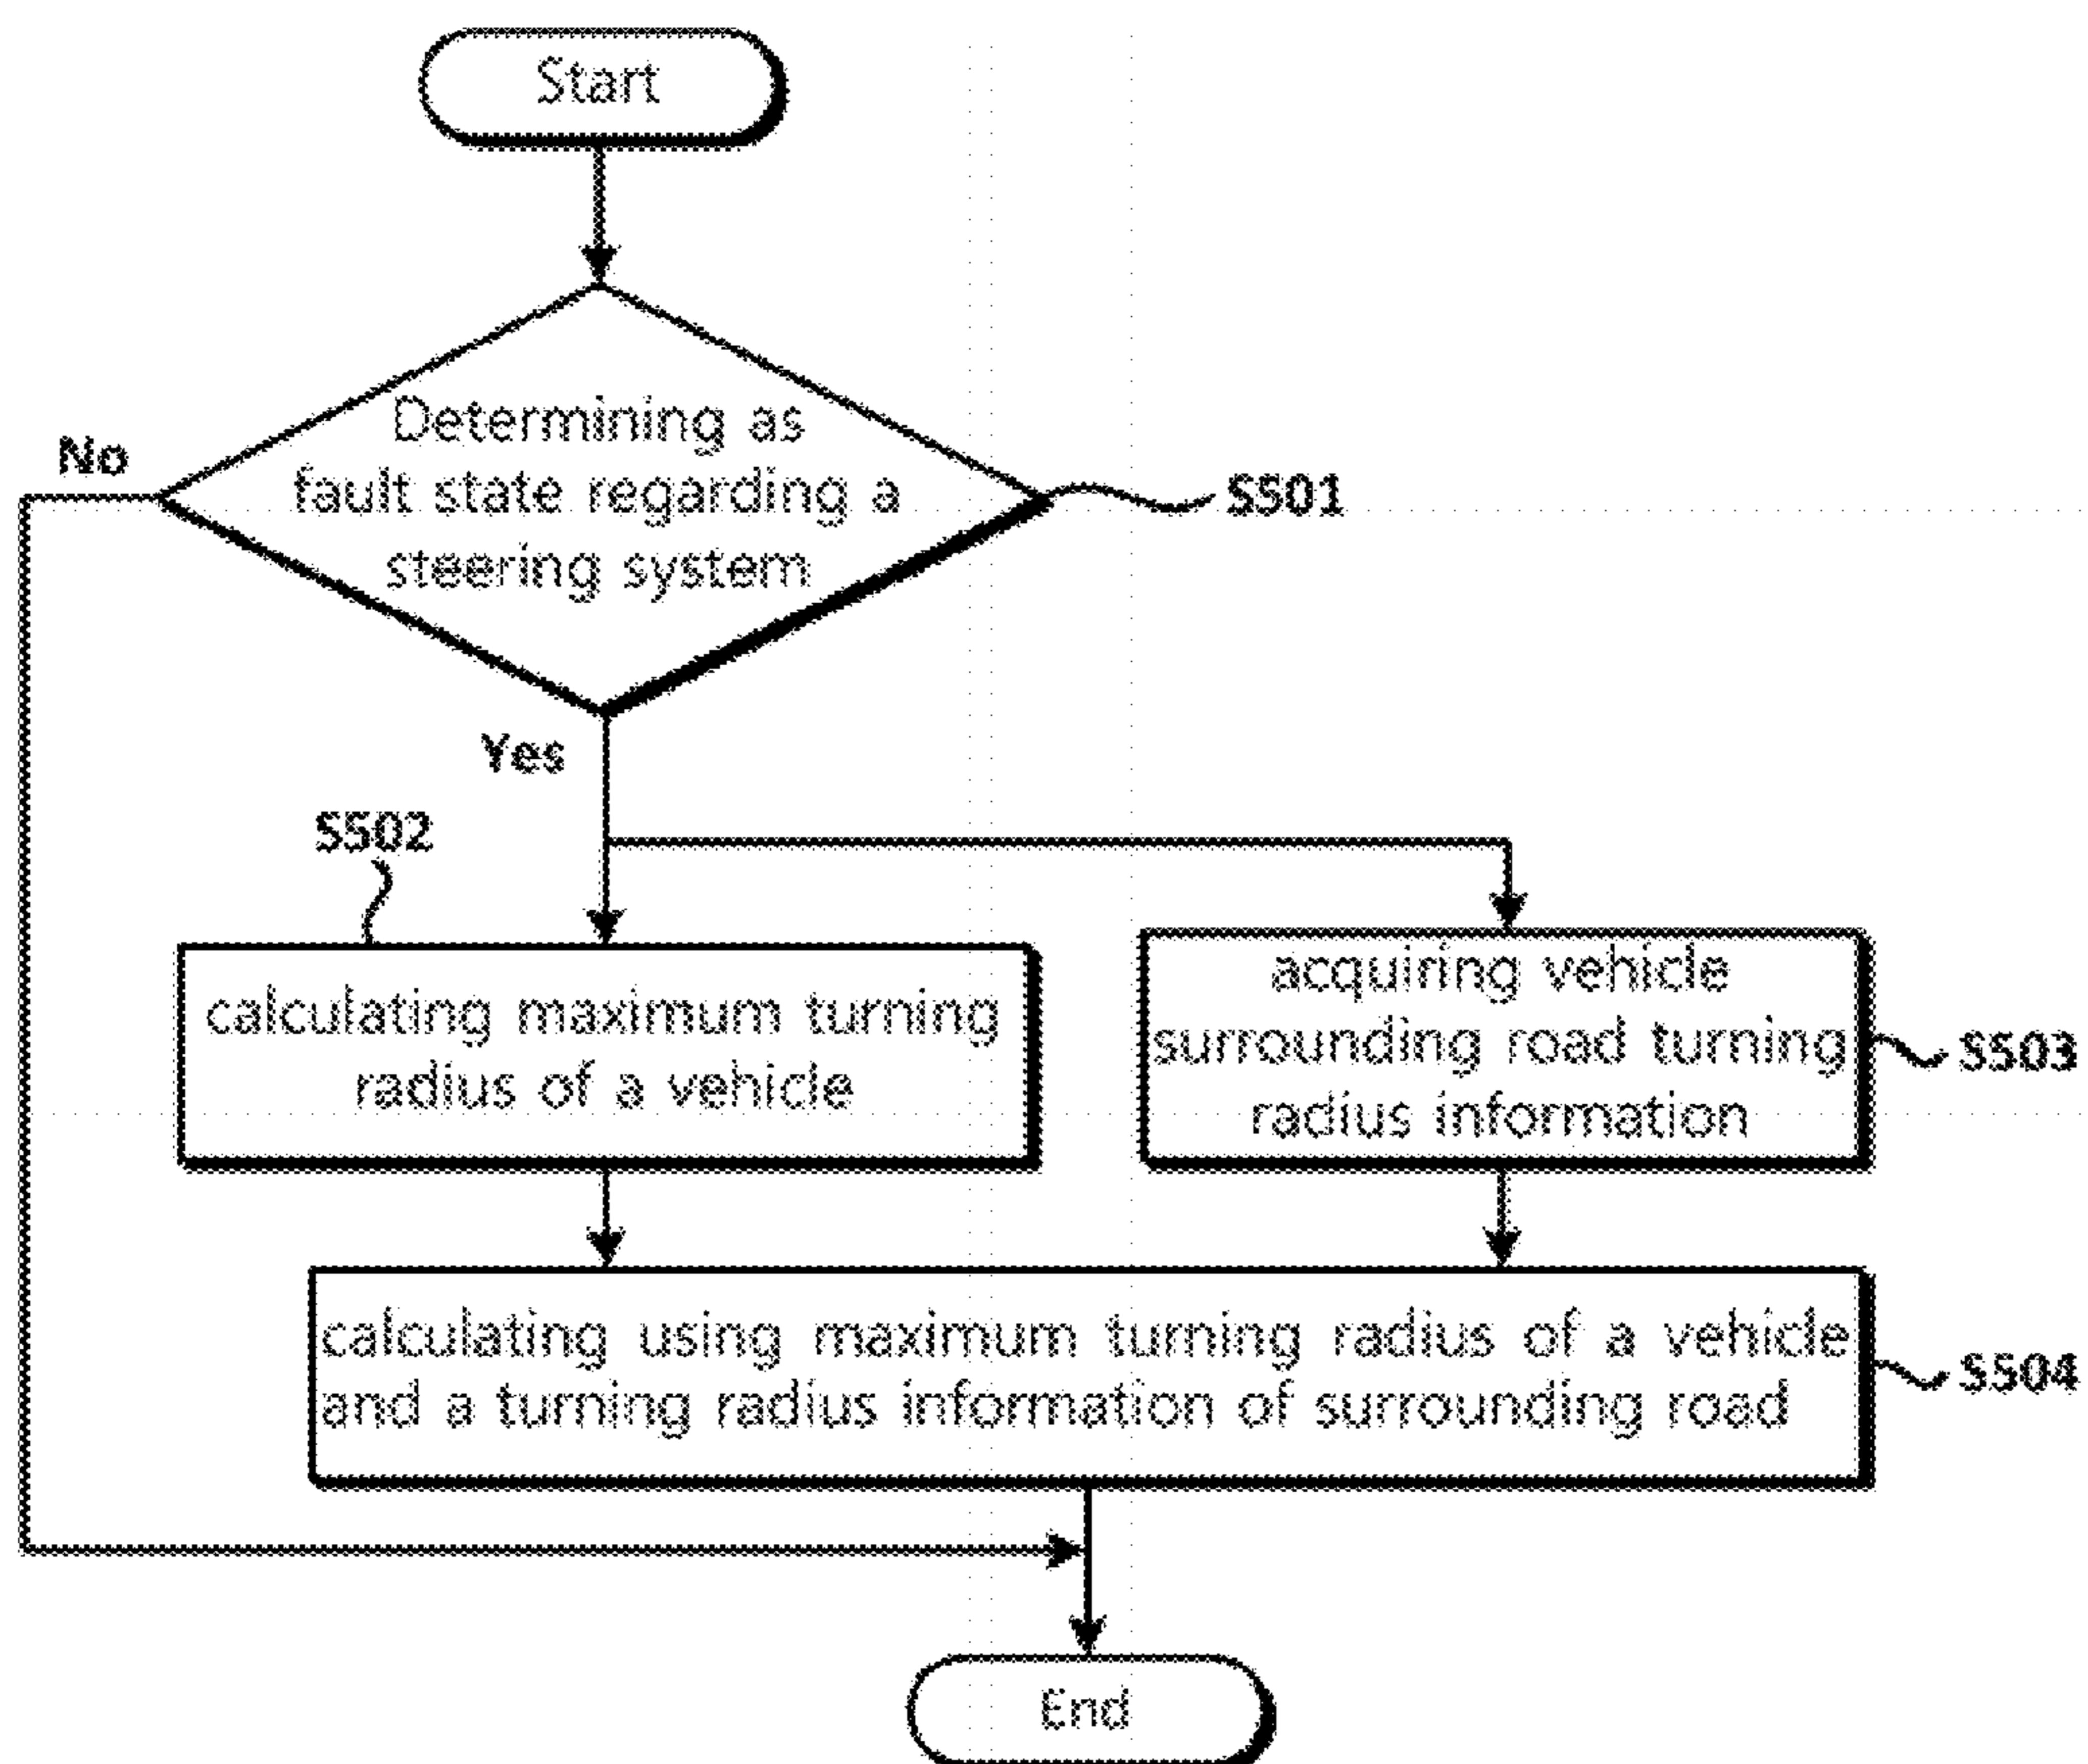 Start
Determining as
fault state regarding a
steering system
No
S501
Yes
S502
calculating maximum turning
radius of a vehicle
acquiring vehicle
surrounding road turning
radius information
S503
calculating using maximum turning radius of a vehicle
and a turning radius information of surrounding road
S504
End